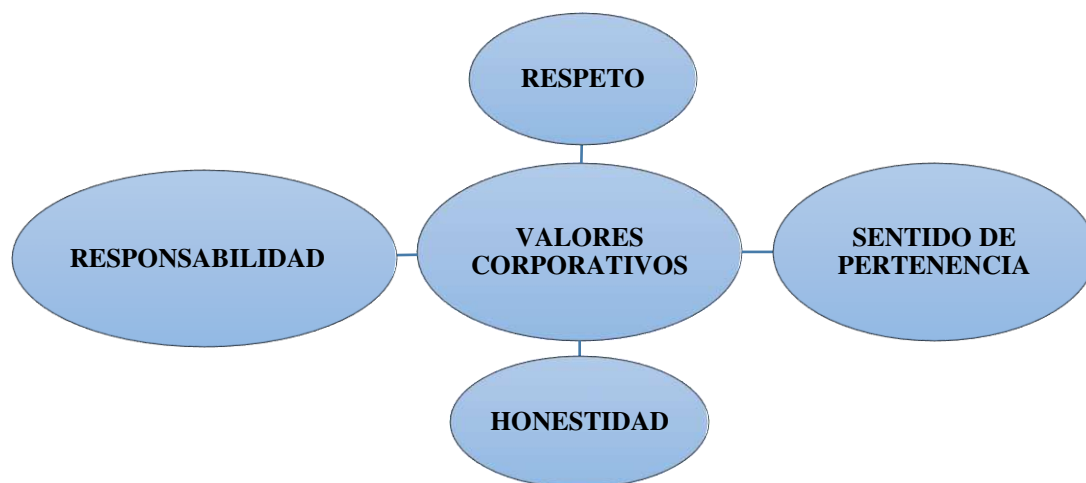 RESPETO
RESPONSABILIDAD
VALORES
CORPORATIVOS
SENTIDO DE
PERTENENCIA
HONESTIDAD